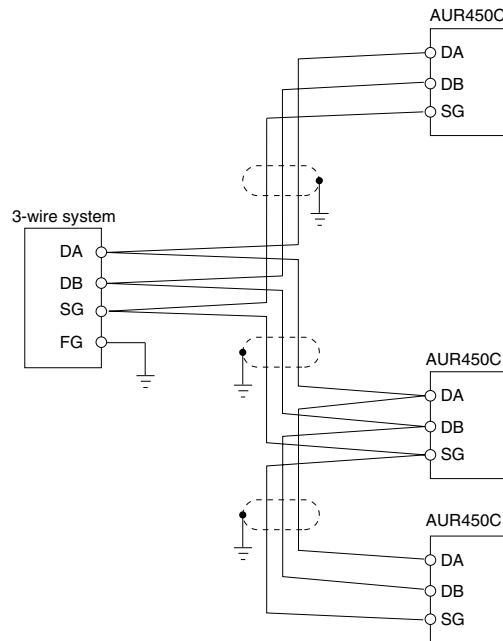 AUR450C
DA
DB
SG
3-wire system
DA
DB
SG
FG
AUR450C
DA
DB
SG
AUR450C
DA
DB
SG